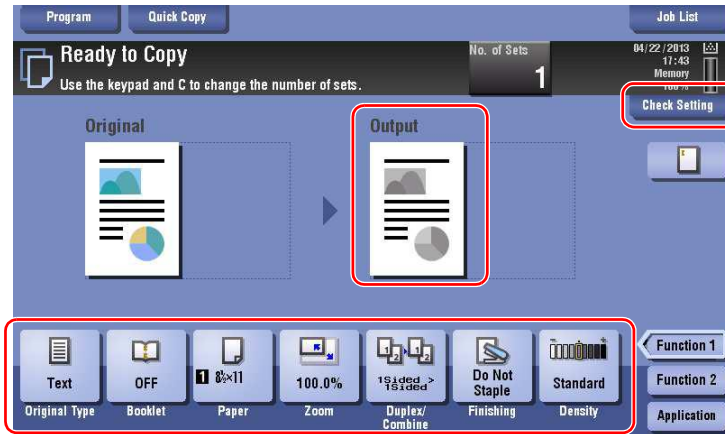 Program
Quick Copy
Job List
Ready to Copy
Use the keypad and C to change the number of sets.
No. of Sets
1
04/22/2013
17:43
Memory
100 %
Check Setting
Original
Output
Text
OFF
1 8½×11
100.0%
1Sided >
1Sided
Do Not
Staple
Standard
Original Type
Booklet
Paper
Zoom
Duplex/
Combine
Finishing
Density
Function 1
Function 2
Application